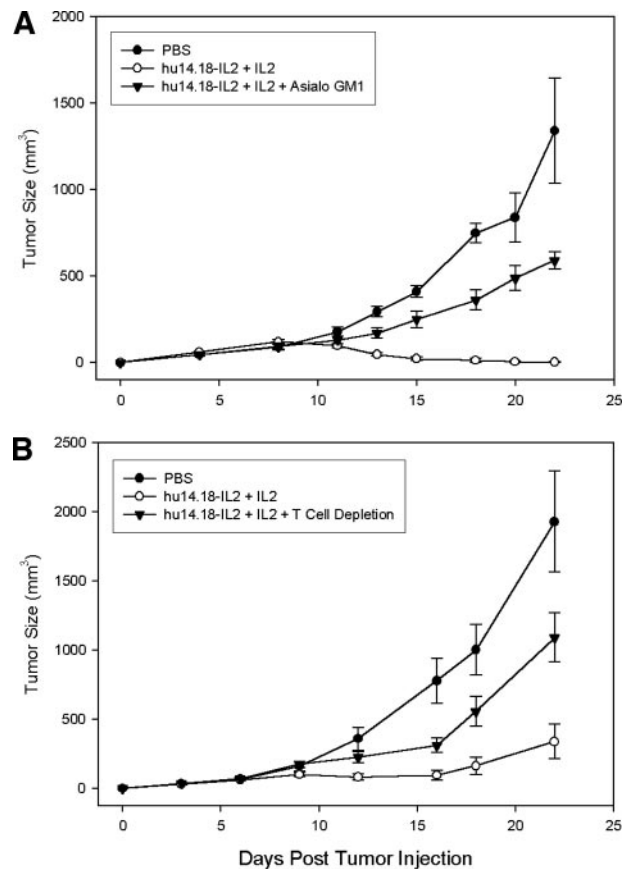 A
2000
1500
1000
500
0
Tumor Size (mm³)
PBS
hu14.18-IL2 + IL2
hu14.18-IL2 + IL2 + Asialo GM1
0 5 10 15 20 25
B
2500
2000
1500
1000
500
0
Tumor Size (mm³)
PBS
hu14.18-IL2 + IL2
hu14.18-IL2 + IL2 + T Cell Depletion
0 5 10 15 20 25
Days Post Tumor Injection